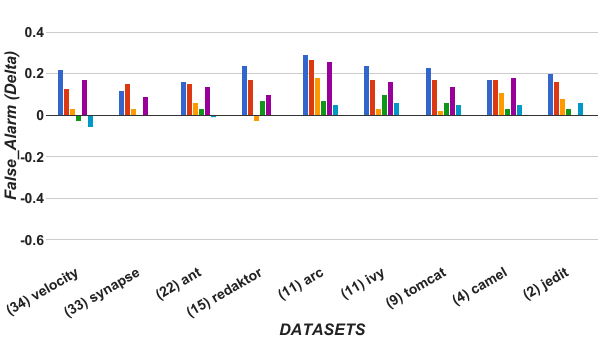 0.4
0.2
0
-0.2
-0.4
-0.6
False_Alarm (Delta)
(34) velocity
(33) synapse
(22) ant
(15) redaktor
(11) arc
(11) ivy
(9) tomcat
(4) camel
(2) jedit
DATASETS